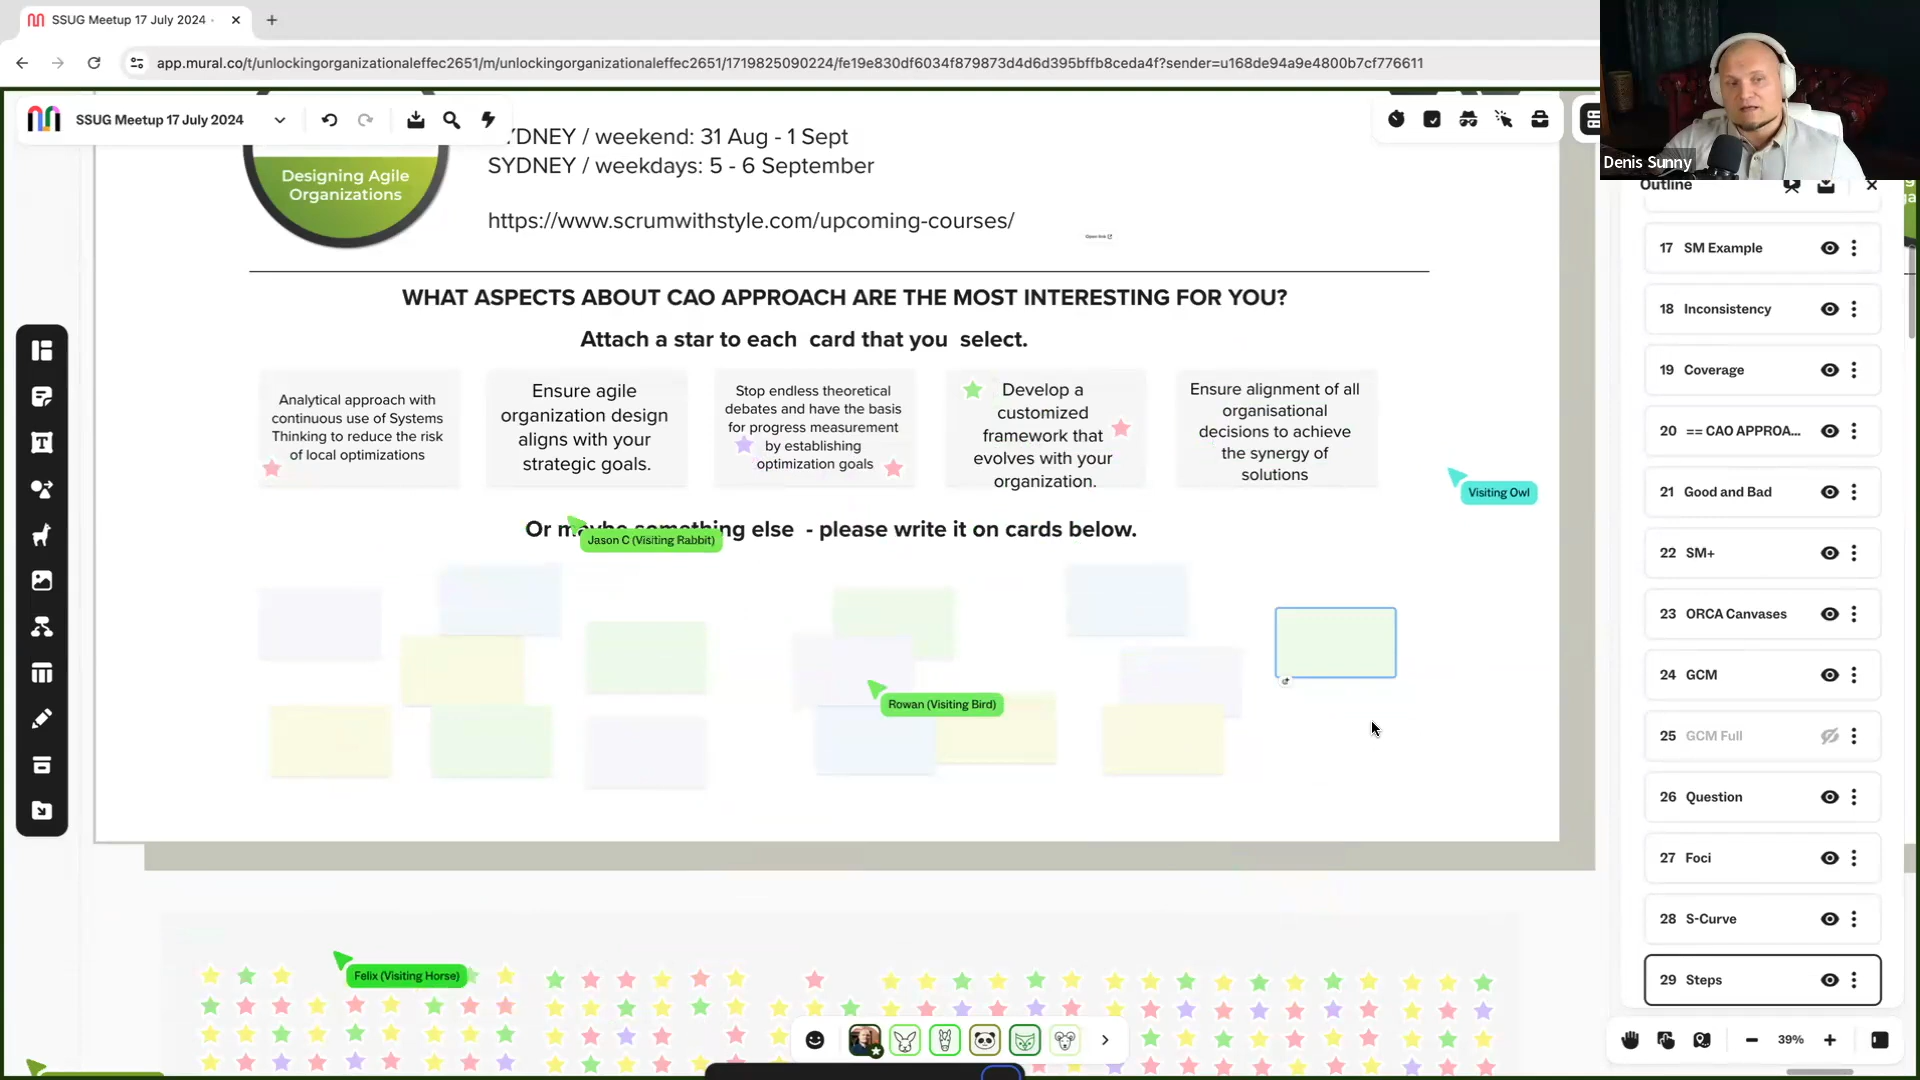 SSUG Meetup 17 July 2024
app.mural.co/t/unlockingorganizationaleffec2651/m/unlockingorganizationaleffec2651/1719825090224/fe19e830df6034f879873d4d6d395bffb8ceda4f?sender=u168de94a9e4800b7cf776611
SSUG Meetup 17 July 2024
Denis Sunny
YDNEY / weekend: 31 Aug - 1 Sept
SYDNEY / weekdays: 5 - 6 September
Designing Agile
Organizations
https://www.scrumwithstyle.com/upcoming-courses/
Open link
WHAT ASPECTS ABOUT CAO APPROACH ARE THE MOST INTERESTING FOR YOU?
Attach a star to each card that you select.
Analytical approach with
continuous use of Systems
Thinking to reduce the risk
of local optimizations
Ensure agile
organization design
aligns with your
strategic goals.
Stop endless theoretical
debates and have the basis
for progress measurement
by establishing
optimization goals
Develop a
customized
framework that
evolves with your
organization.
Ensure alignment of all
organisational
decisions to achieve
the synergy of
solutions
Visiting Owl
Or maybe something else - please write it on cards below.
Jason C (Visiting Rabbit)
Rowan (Visiting Bird)
Felix (Visiting Horse)
Outline
17 SM Example
18 Inconsistency
19 Coverage
20 == CAO APPROA...
21 Good and Bad
22 SM+
23 ORCA Canvases
24 GCM
25 GCM Full
26 Question
27 Foci
28 S-Curve
29 Steps
39%